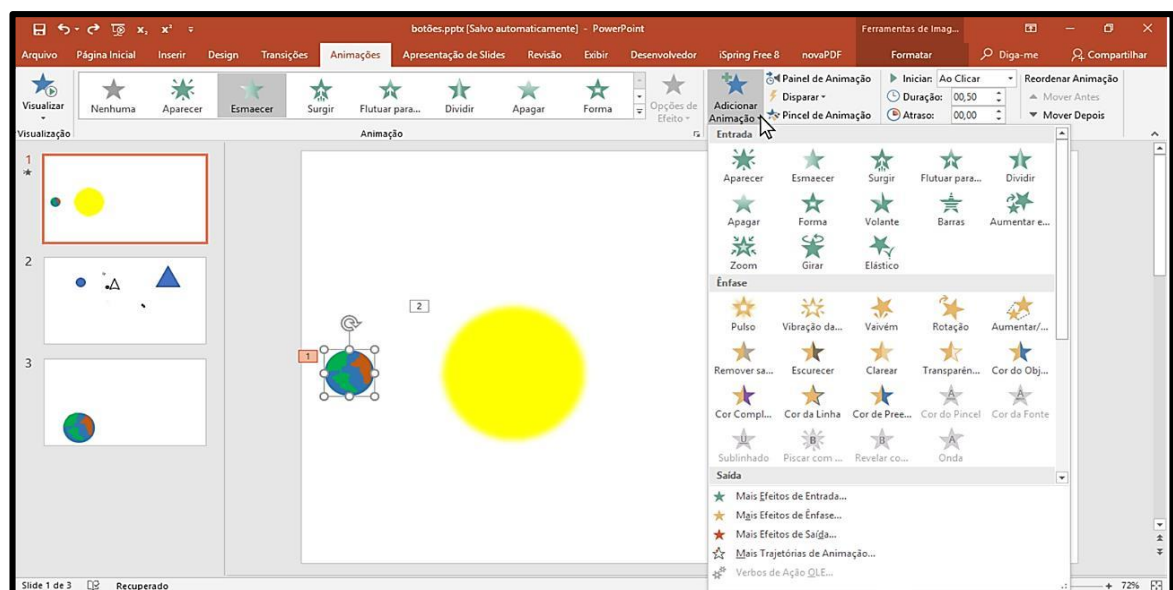 botões.pptx [Salvo automaticamente] - PowerPoint
Ferramentas de Imag...
Arquivo Página Inicial Inserir Design Transições Animações Apresentação de Slides Revisão Exibir Desenvolvedor iSpring Free 8 novaPDF Formatar Diga-me Compartilhar
Visualizar
Nenhuma Aparecer Esmaecer Surgir Flutuar para... Dividir Apagar Forma
Opções de Efeito
Adicionar Animação
Painel de Animação
Disparar
Pincel de Animação
Iniciar: Ao Clicar
Duração: 00,50
Atraso: 00,00
Reordenar Animação
Mover Antes
Mover Depois
Visualização
Animação
Entrada
Aparecer Esmaecer Surgir Flutuar para... Dividir
Apagar Forma Volante Barras Aumentar e...
Zoom Girar Elástico
Ênfase
Pulso Vibração da... Vaivém Rotação Aumentar/...
Remover sa... Escurecer Clarear Transparên... Cor do Obj...
Cor Compl... Cor da Linha Cor de Pree... Cor do Pincel Cor da Fonte
Sublinhado Piscar com ... Revelar co... Onda
Saída
Mais Efeitos de Entrada...
Mais Efeitos de Ênfase...
Mais Efeitos de Saída...
Mais Trajetórias de Animação...
Verbos de Ação OLE...
1
2
3
1
2
Slide 1 de 3 Recuperado
72%